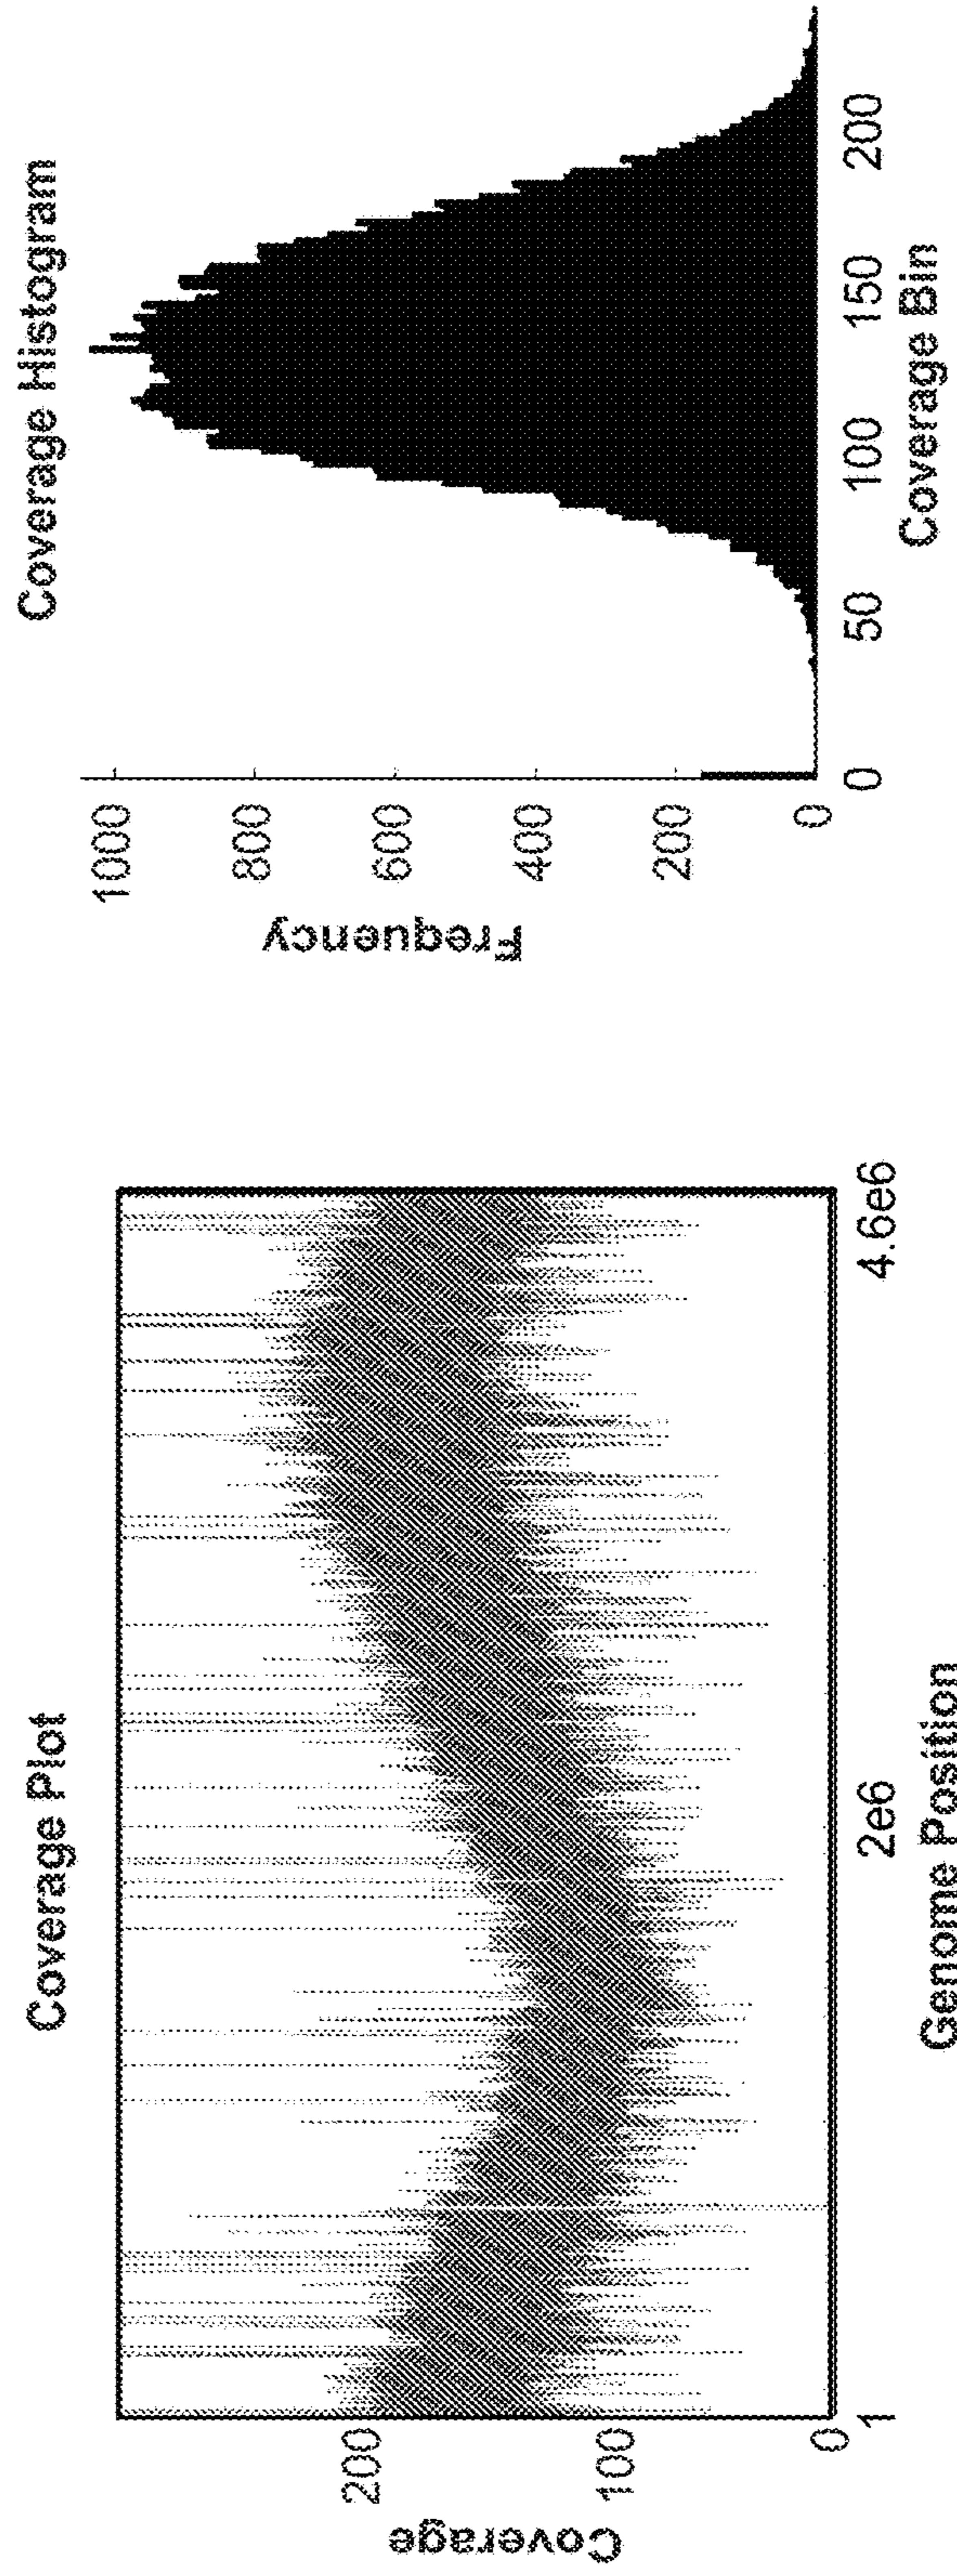 Coverage Plot
Coverage
200
100
0
1
2e6
4.6e6
Genome Position
Coverage Histogram
Frequency
1000
800
600
400
200
0
0
50
100
150
200
Coverage Bin